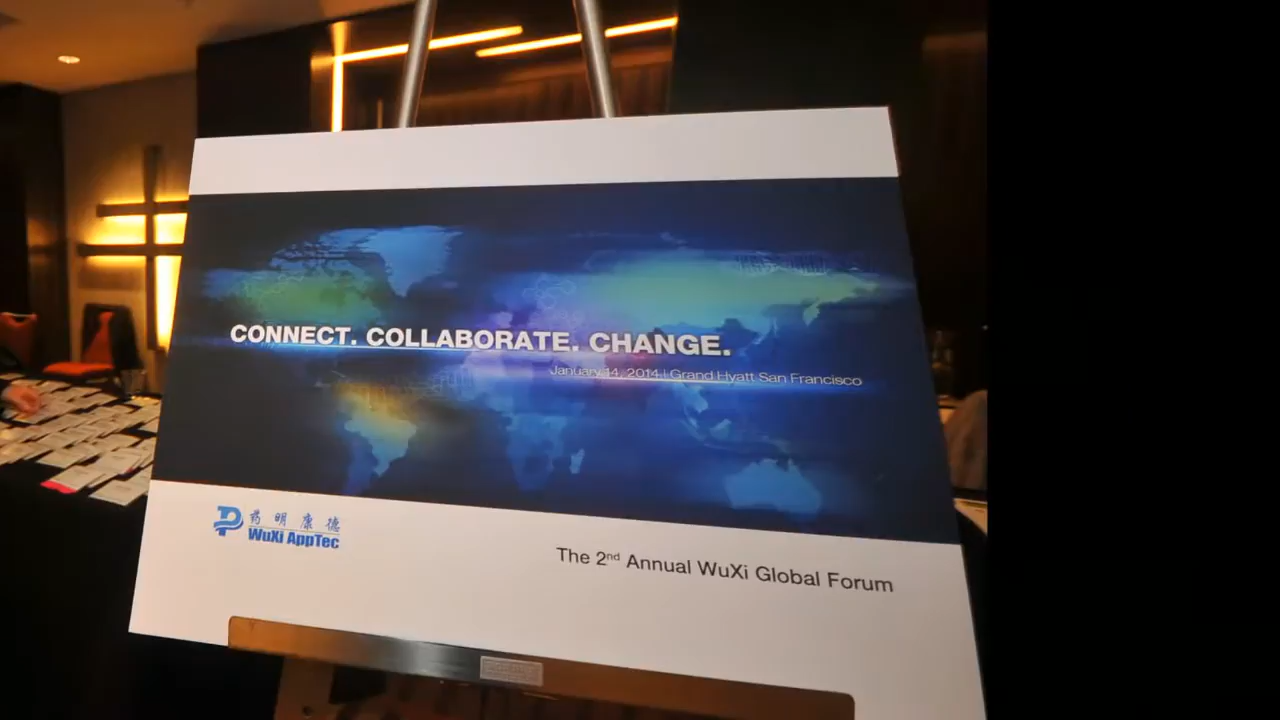 CONNECT. COLLABORATE. CHANGE.
January 14, 2014 | Grand Hyatt San Francisco
药明康德
WuXi AppTec
The 2nd Annual WuXi Global Forum